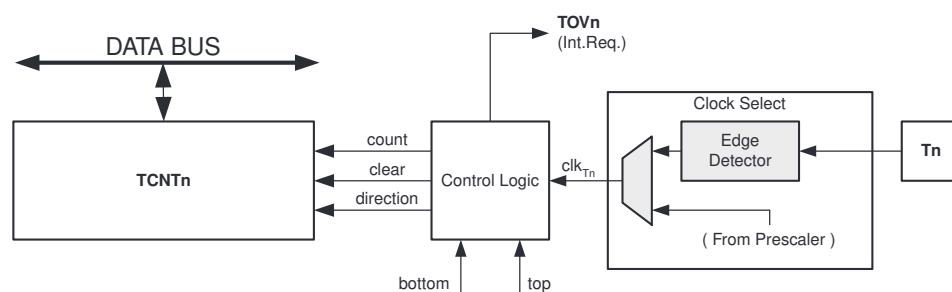 DATA BUS
TOVn
(Int.Req.)
Clock Select
TCNTn
count
clear
direction
Control Logic
clkTn
Edge
Detector
Tn
( From Prescaler )
bottom
top